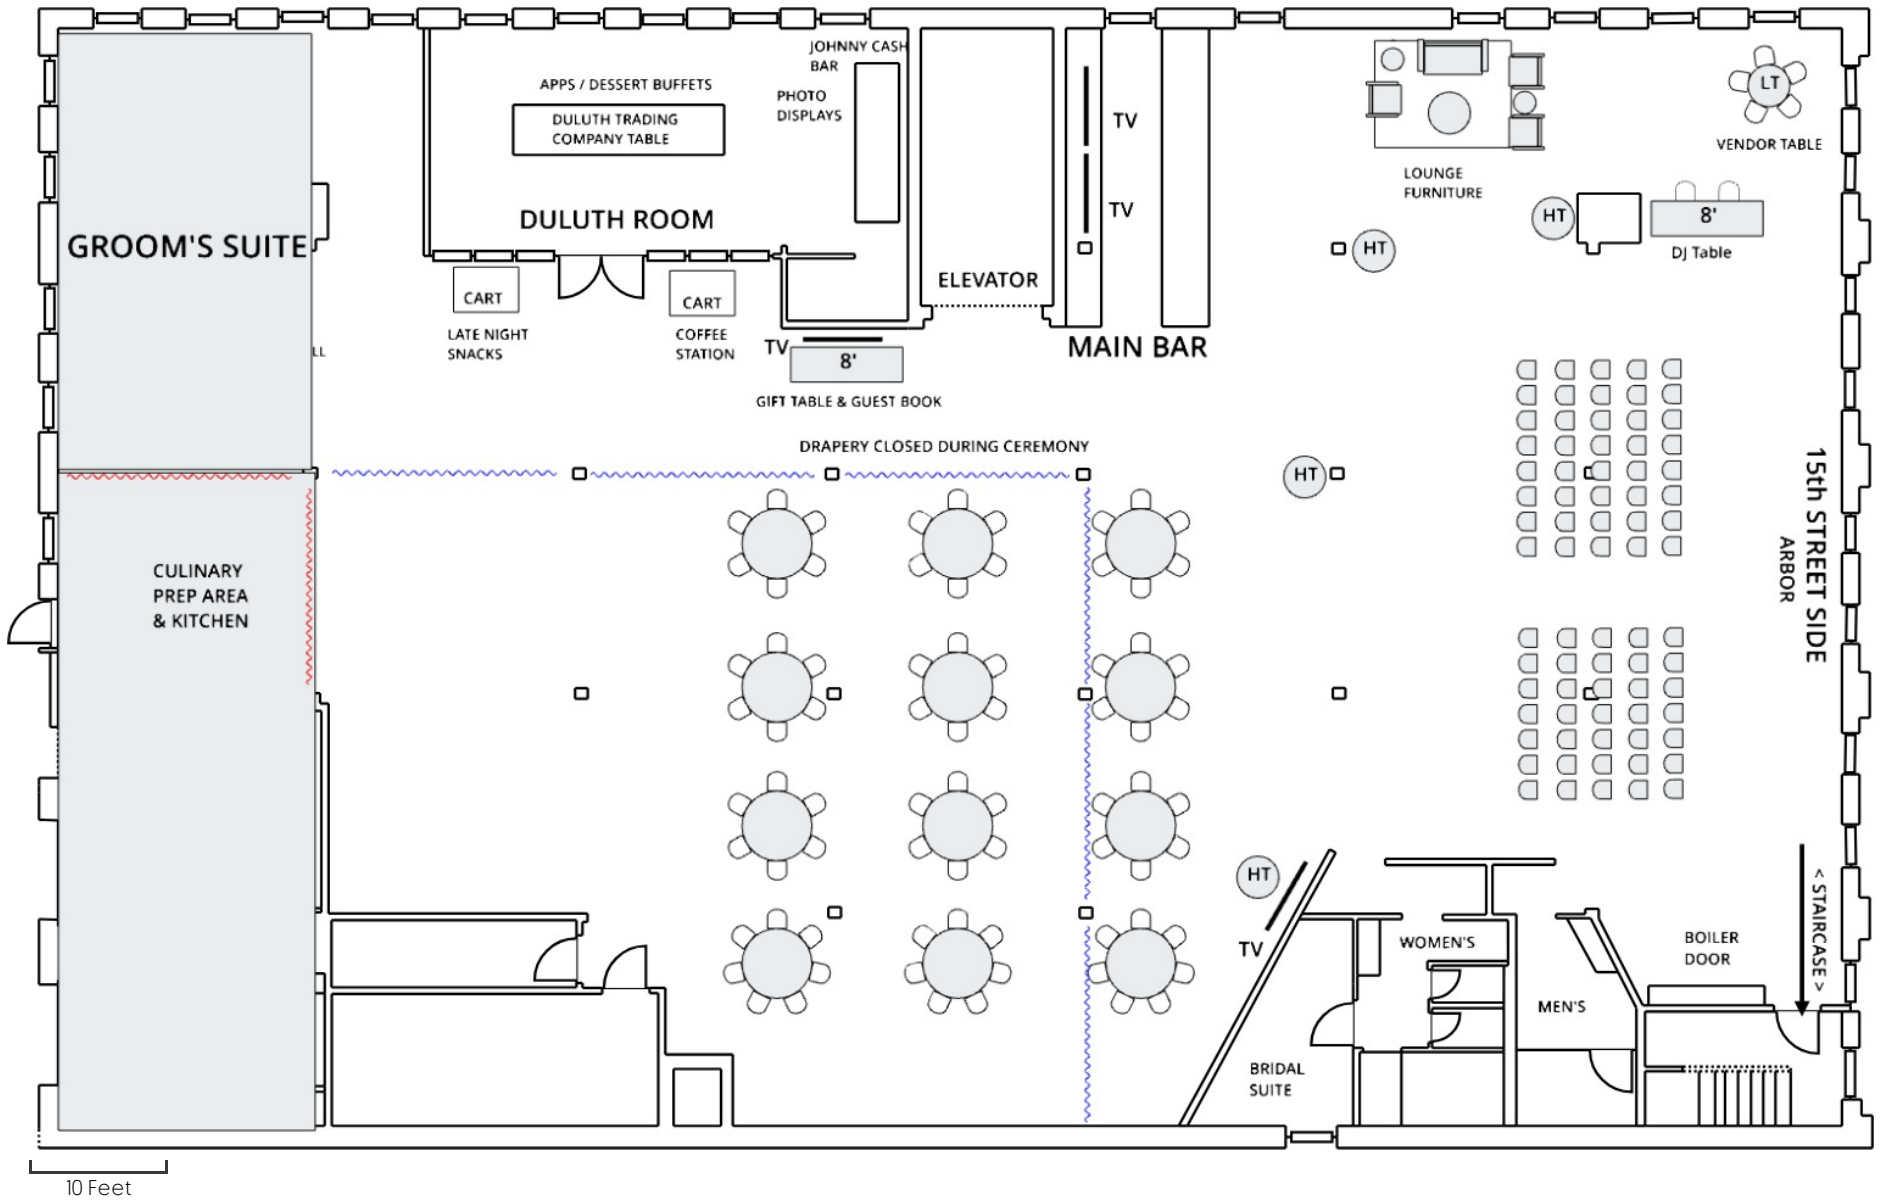 JOHNNY CASH
BAR
APPS / DESSERT BUFFETS
PHOTO
DISPLAYS
DULUTH TRADING
COMPANY TABLE
TV
LT
VENDOR TABLE
LOUNGE
FURNITURE
TV
DULUTH ROOM
HT
8'
DJ Table
GROOM'S SUITE
HT
ELEVATOR
CART
CART
LATE NIGHT
SNACKS
COFFEE
STATION
LL
TV
8'
MAIN BAR
GIFT TABLE & GUEST BOOK
DRAPERY CLOSED DURING CEREMONY
HT
15th STREET SIDE
ARBOR
CULINARY
PREP AREA
& KITCHEN
HT
TV
WOMEN'S
BOILER
DOOR
< STAIRCASE >
MEN'S
BRIDAL
SUITE
10 Feet